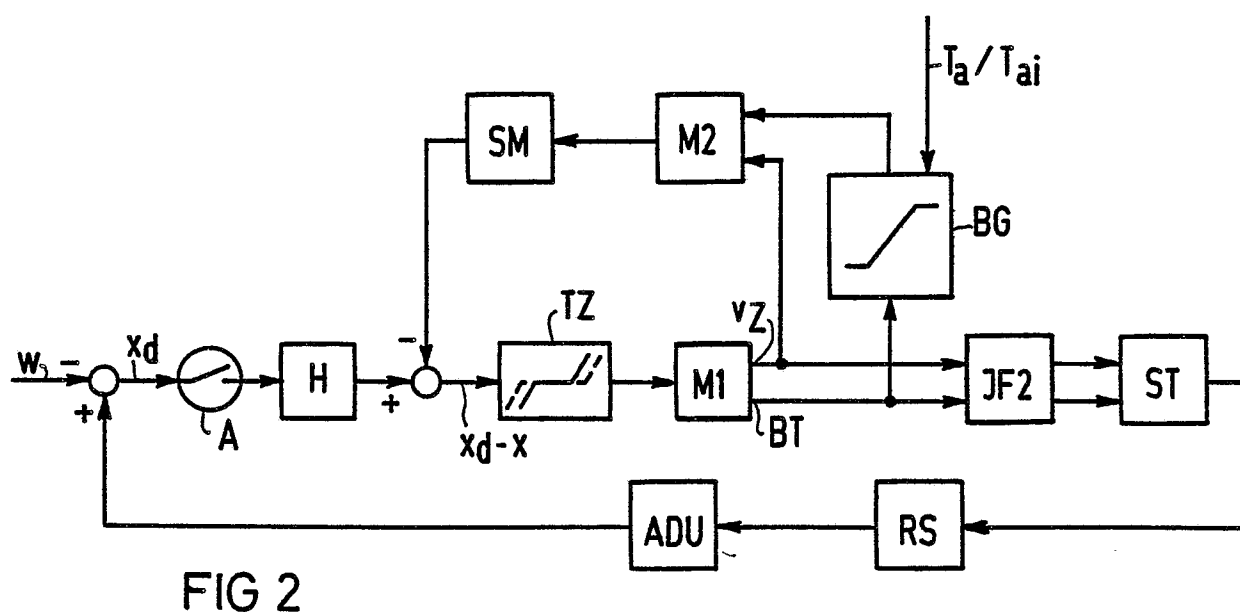 Ta/Tai
SM
M2
BG
TZ
vZ
w
−
xd
−
H
M1
JF2
ST
+
A
+
xd-x
BT
ADU
RS
FIG 2